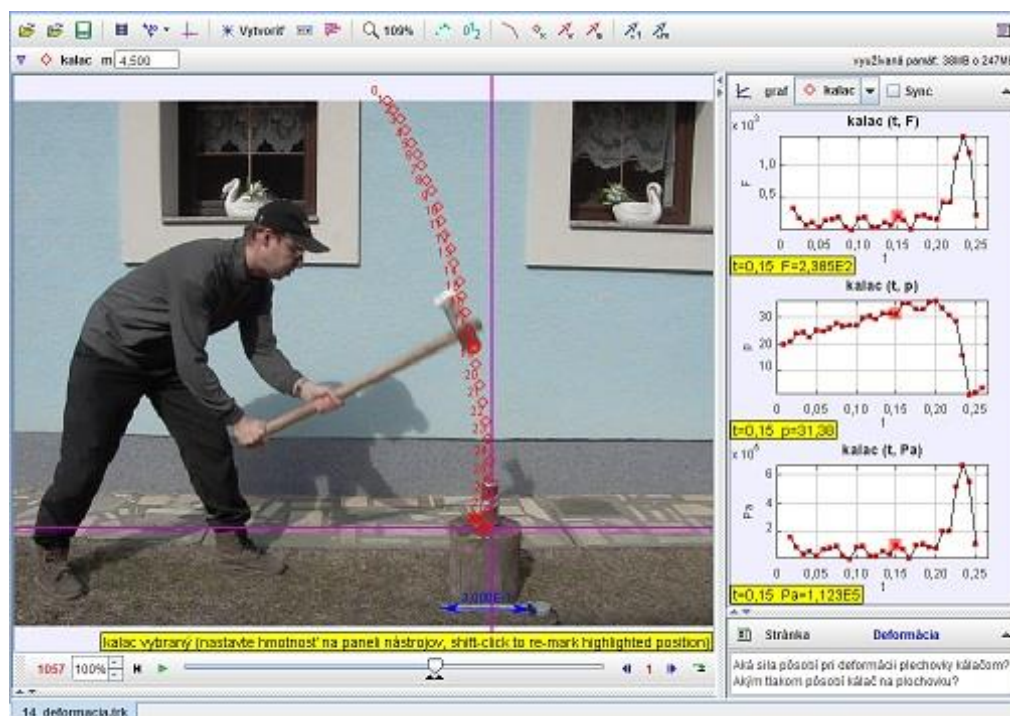 Vytvoriť 109%
kalac m 4,500 využívaná pamäť: 38MB o 247MB
graf kalac Sync
kalac (t, F)
x 10³
1,0
0,5
F
0 0,05 0,10 0,15 0,20 0,25
t
t=0,15 F=2,385E2
kalac (t, p)
30
20
10
p
0 0,05 0,10 0,15 0,20 0,25
t
t=0,15 p=31,38
kalac (t, Pa)
6
4
2
Pa
0 0,05 0,10 0,15 0,20 0,25
t
t=0,15 Pa=1,123E5
kalac vybraný (nastavte hmotnosť na paneli nástrojov, shift-click to re-mark highlighted position)
1057 100% 1
Stránka Deformácia
Aká sila pôsobí pri deformácii plechovky kálačom?
Akým tlakom pôsobí kálač na plochovku?
14_deformacia.trk